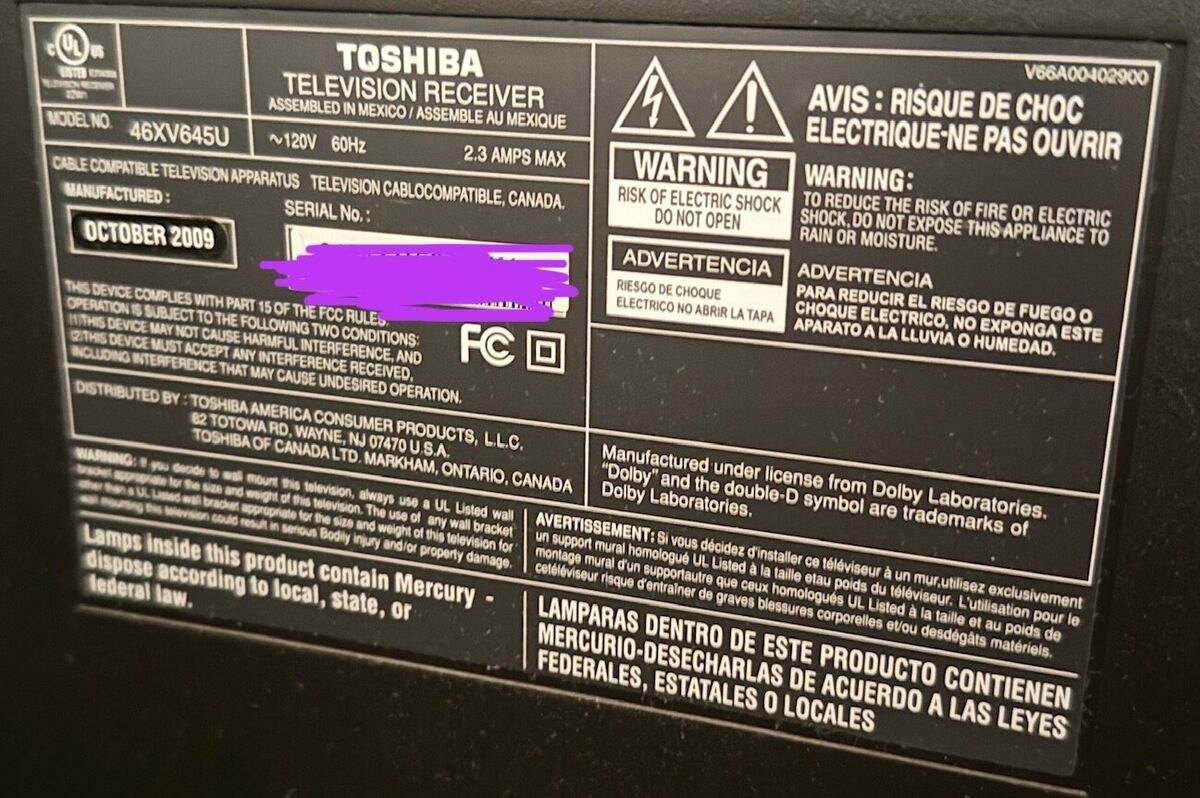 C UL US
LISTED
TELEVISION RECEIVER
TOSHIBA
TELEVISION RECEIVER
ASSEMBLED IN MEXICO / ASSEMBLE AU MEXIQUE
MODEL NO. 46XV645U
~120V 60Hz 2.3 AMPS MAX
CABLE COMPATIBLE TELEVISION APPARATUS TELEVISION CABLOCOMPATIBLE, CANADA.
MANUFACTURED :
OCTOBER 2009
SERIAL No. :
THIS DEVICE COMPLIES WITH PART 15 OF THE FCC RULES.
OPERATION IS SUBJECT TO THE FOLLOWING TWO CONDITIONS:
(1)THIS DEVICE MAY NOT CAUSE HARMFUL INTERFERENCE, AND
(2)THIS DEVICE MUST ACCEPT ANY INTERFERENCE RECEIVED,
INCLUDING INTERFERENCE THAT MAY CAUSE UNDESIRED OPERATION.
FC
DISTRIBUTED BY : TOSHIBA AMERICA CONSUMER PRODUCTS, L.L.C.
82 TOTOWA RD, WAYNE, NJ 07470 U.S.A.
TOSHIBA OF CANADA LTD. MARKHAM, ONTARIO, CANADA
WARNING: If you decide to wall mount this television, always use a UL Listed wall
bracket appropriate for the size and weight of this television. The use of any wall bracket
other than a UL Listed wall bracket appropriate for the size and weight of this television for
wall mounting this television could result in serious Bodily injury and/or property damage.
Lamps inside this product contain Mercury -
dispose according to local, state, or
federal law.
V66A00402900
AVIS : RISQUE DE CHOC
ELECTRIQUE-NE PAS OUVRIR
WARNING
RISK OF ELECTRIC SHOCK
DO NOT OPEN
WARNING:
TO REDUCE THE RISK OF FIRE OR ELECTRIC
SHOCK, DO NOT EXPOSE THIS APPLIANCE TO
RAIN OR MOISTURE.
ADVERTENCIA
RIESGO DE CHOQUE
ELECTRICO NO ABRIR LA TAPA
ADVERTENCIA
PARA REDUCIR EL RIESGO DE FUEGO O
CHOQUE ELECTRICO, NO EXPONGA ESTE
APARATO A LA LLUVIA O HUMEDAD.
Manufactured under license from Dolby Laboratories.
"Dolby" and the double-D symbol are trademarks of
Dolby Laboratories.
AVERTISSEMENT: Si vous décidez d'installer ce téléviseur à un mur,utilisez exclusivement
un support mural homologué UL Listed à la taille etau poids du téléviseur. L'utilisation pour le
montage mural d'un supportautre que ceux homologués UL Listed à la taille et au poids de
cetéléviseur risque d'entraîner de graves blessures corporelles et/ou desdégâts matériels.
LAMPARAS DENTRO DE ESTE PRODUCTO CONTIENEN
MERCURIO-DESECHARLAS DE ACUERDO A LAS LEYES
FEDERALES, ESTATALES O LOCALES